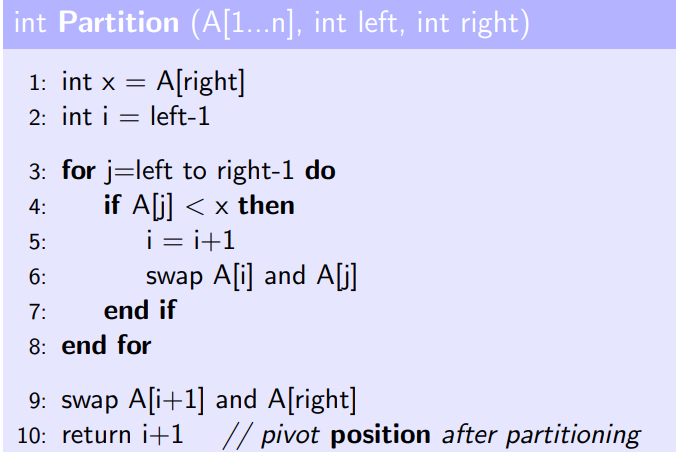 int Partition (A[1...n], int left, int right)
1: int x = A[right]
2: int i = left-1
3: for j=left to right-1 do
4: if A[j] < x then
5: i = i+1
6: swap A[i] and A[j]
7: end if
8: end for
9: swap A[i+1] and A[right]
10: return i+1 // pivot position after partitioning